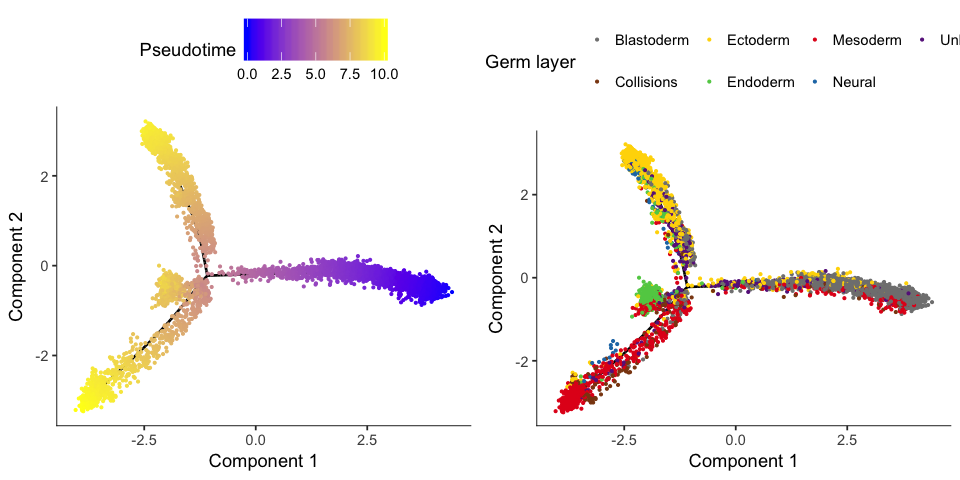 Pseudotime
0.0 2.5 5.0 7.5 10.0
2
0
-2
-2.5 0.0 2.5
Component 1
Component 2
Germ layer
Blastoderm Ectoderm Mesoderm
Collisions Endoderm Neural
2
0
-2
-2.5 0.0 2.5
Component 1
Component 2